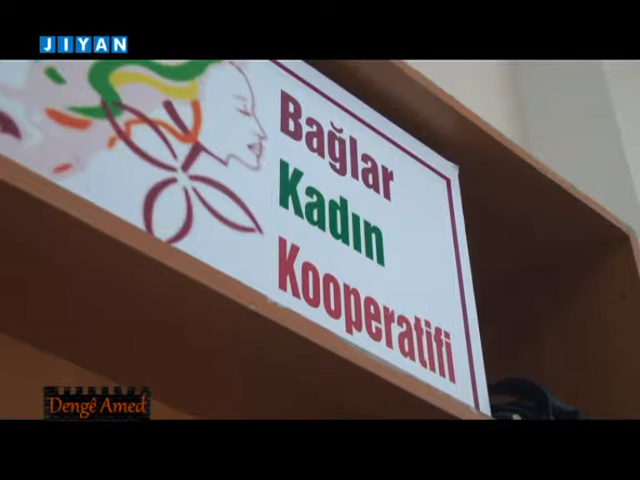 JIYAN
Bağlar
Kadın
Kooperatifi
Dengê Amed